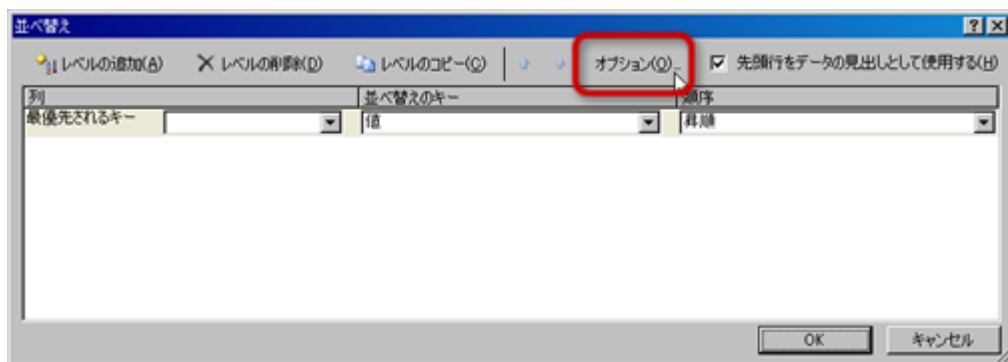 並べ替え
レベルの追加(A) レベルの削除(D) レベルのコピー(C) オプション(O)... 先頭行をデータの見出しとして使用する(H)
列 並べ替えのキー 順序
最優先されるキー 値 昇順
OK キャンセル